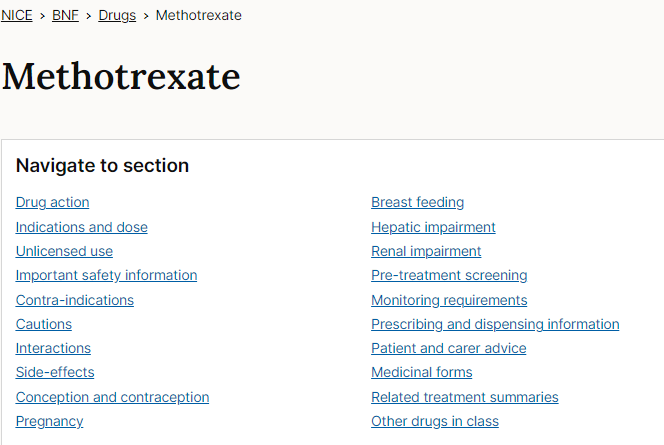 NICE › BNF › Drugs › Methotrexate
Methotrexate
Navigate to section
Drug action
Indications and dose
Unlicensed use
Important safety information
Contra-indications
Cautions
Interactions
Side-effects
Conception and contraception
Pregnancy
Breast feeding
Hepatic impairment
Renal impairment
Pre-treatment screening
Monitoring requirements
Prescribing and dispensing information
Patient and carer advice
Medicinal forms
Related treatment summaries
Other drugs in class